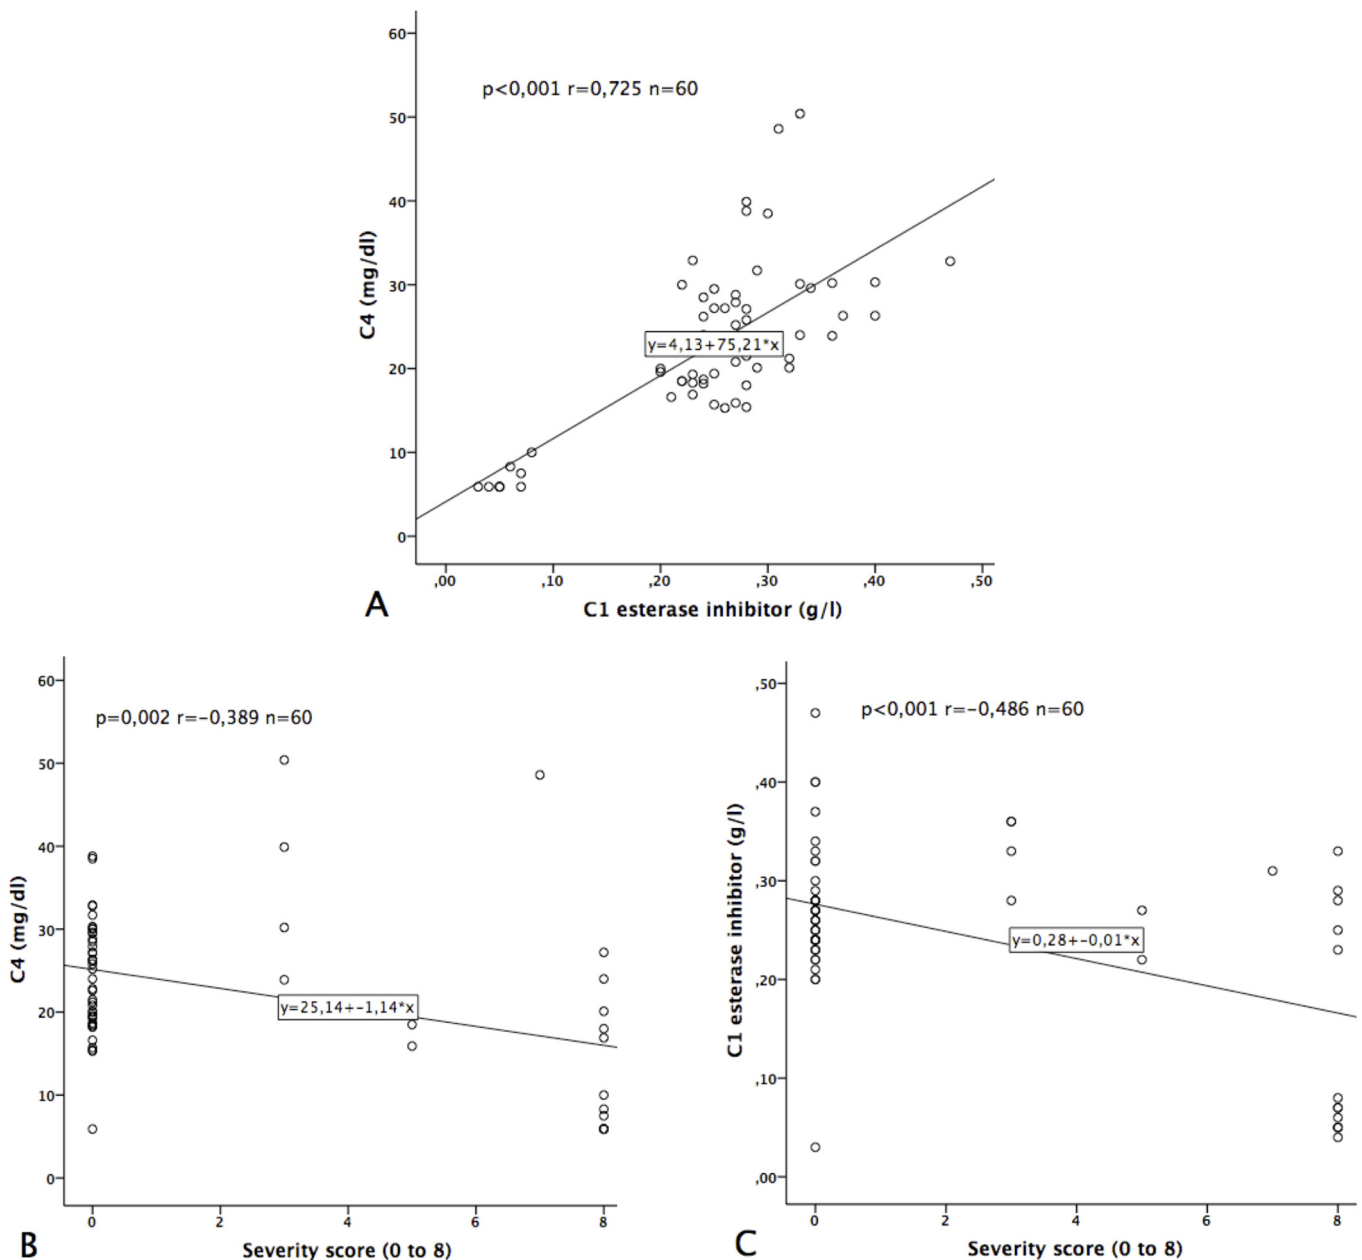 60
p<0,001 r=0,725 n=60
50
40
30
y=4,13+75,21*x
20
10
0
C4 (mg/dl)
,00 ,10 ,20 ,30 ,40 ,50
A
C1 esterase inhibitor (g/l)
60
p=0,002 r=-0,389 n=60
50
40
30
20
y=25,14+-1,14*x
10
0
C4 (mg/dl)
0 2 4 6 8
B
Severity score (0 to 8)
,50
p<0,001 r=-0,486 n=60
,40
,30
y=0,28+-0,01*x
,20
,10
,00
C1 esterase inhibitor (g/l)
0 2 4 6 8
C
Severity score (0 to 8)